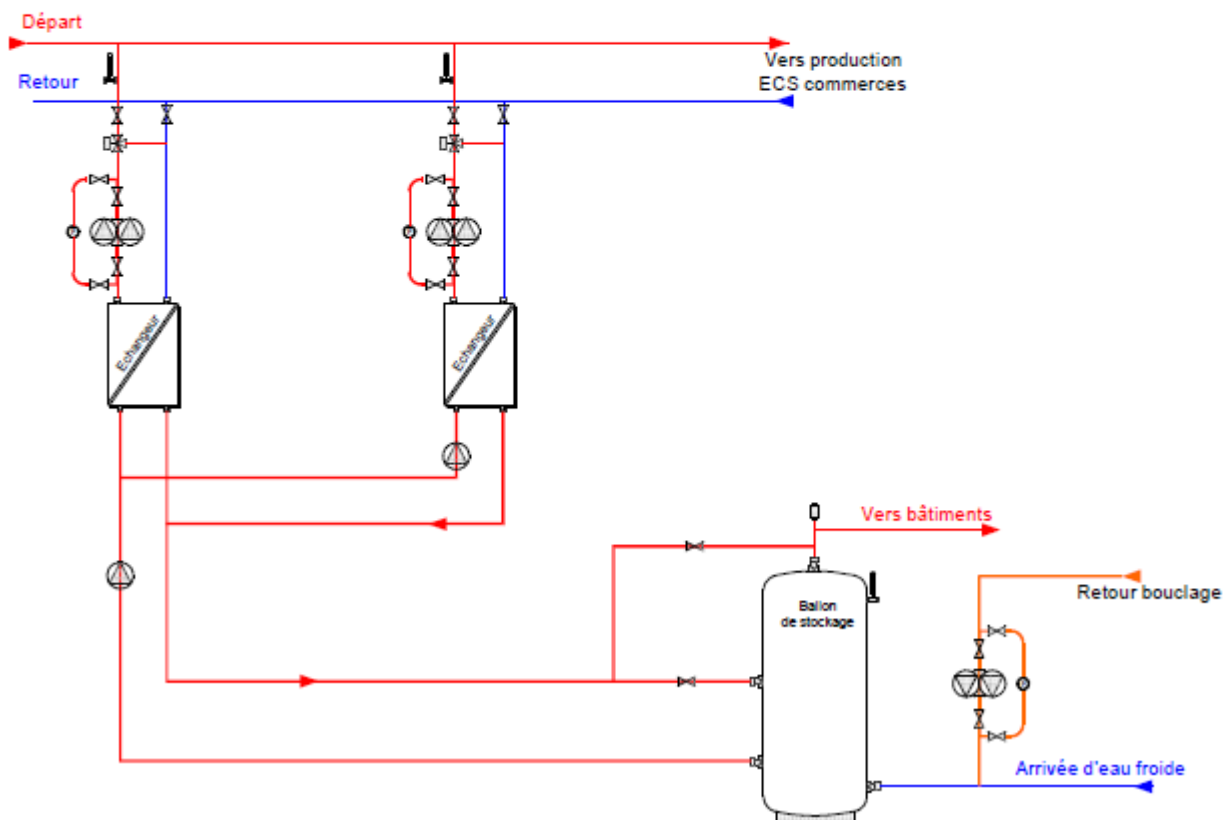 Départ
Vers production
ECS commerces
Retour
Echangeur
Echangeur
Vers bâtiments
Retour bouclage
Ballon
de stockage
Arrivée d'eau froide